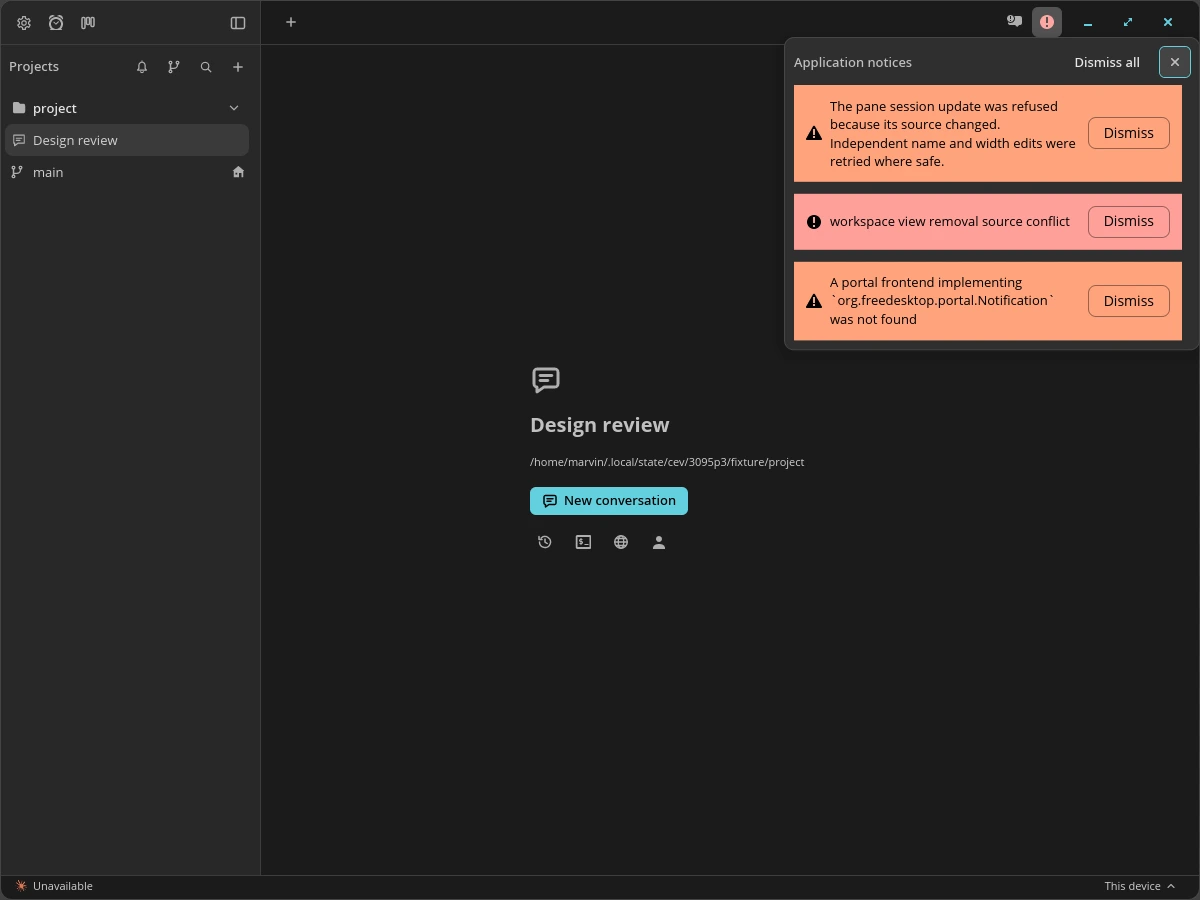 Projects
project
Design review
main
Application notices
Dismiss all
The pane session update was refused
because its source changed.
Independent name and width edits were
retried where safe.
Dismiss
workspace view removal source conflict
Dismiss
A portal frontend implementing
`org.freedesktop.portal.Notification`
was not found
Dismiss
Design review
/home/marvin/.local/state/cev/3095p3/fixture/project
New conversation
Unavailable
This device